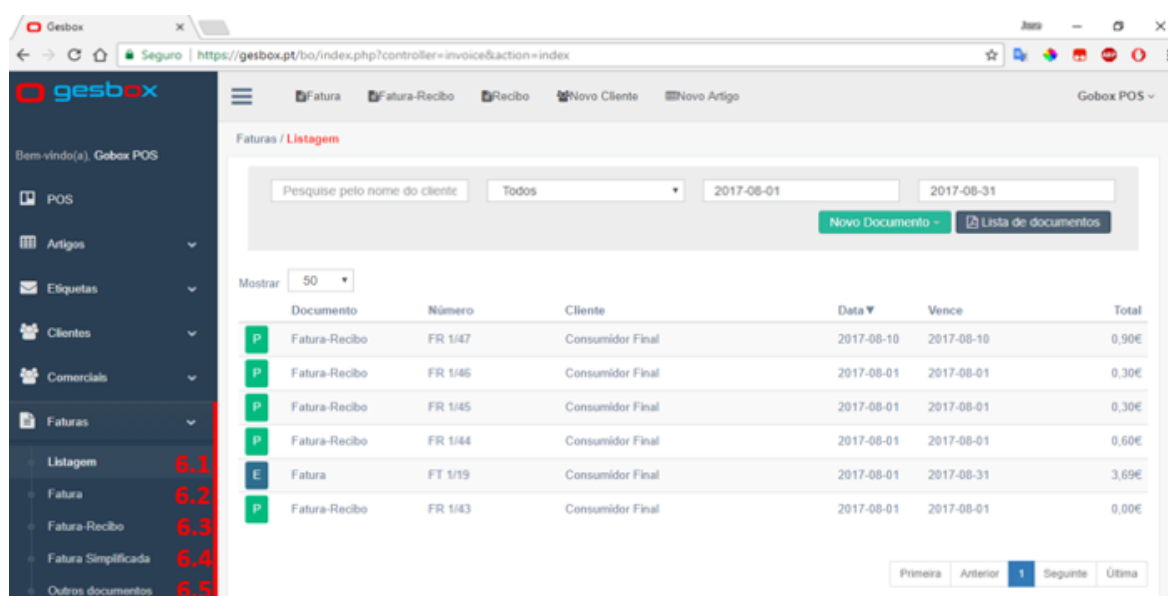 Gesbox
Seguro | https://gesbox.pt/bo/index.php?controller=invoice&action=index
gesbox
Fatura Fatura-Recibo Recibo Novo Cliente Novo Artigo Gobox POS
Faturas / Listagem
Bem-vindo(a), Gobox POS
Pesquise pelo nome do cliente Todos 2017-08-01 2017-08-31
POS
Novo Documento Lista de documentos
Artigos
Mostrar 50
Etiquetas
Documento Número Cliente Data▼ Vence Total
Clientes
P Fatura-Recibo FR 1/47 Consumidor Final 2017-08-10 2017-08-10 0,90€
Comerciais
P Fatura-Recibo FR 1/46 Consumidor Final 2017-08-01 2017-08-01 0,30€
P Fatura-Recibo FR 1/45 Consumidor Final 2017-08-01 2017-08-01 0,30€
Faturas
P Fatura-Recibo FR 1/44 Consumidor Final 2017-08-01 2017-08-01 0,60€
Listagem 6.1
E Fatura FT 1/19 Consumidor Final 2017-08-01 2017-08-31 3,69€
Fatura 6.2
P Fatura-Recibo FR 1/43 Consumidor Final 2017-08-01 2017-08-01 0,00€
Fatura-Recibo 6.3
Fatura Simplificada 6.4
Primeira Anterior 1 Seguinte Última
Outros documentos 6.5